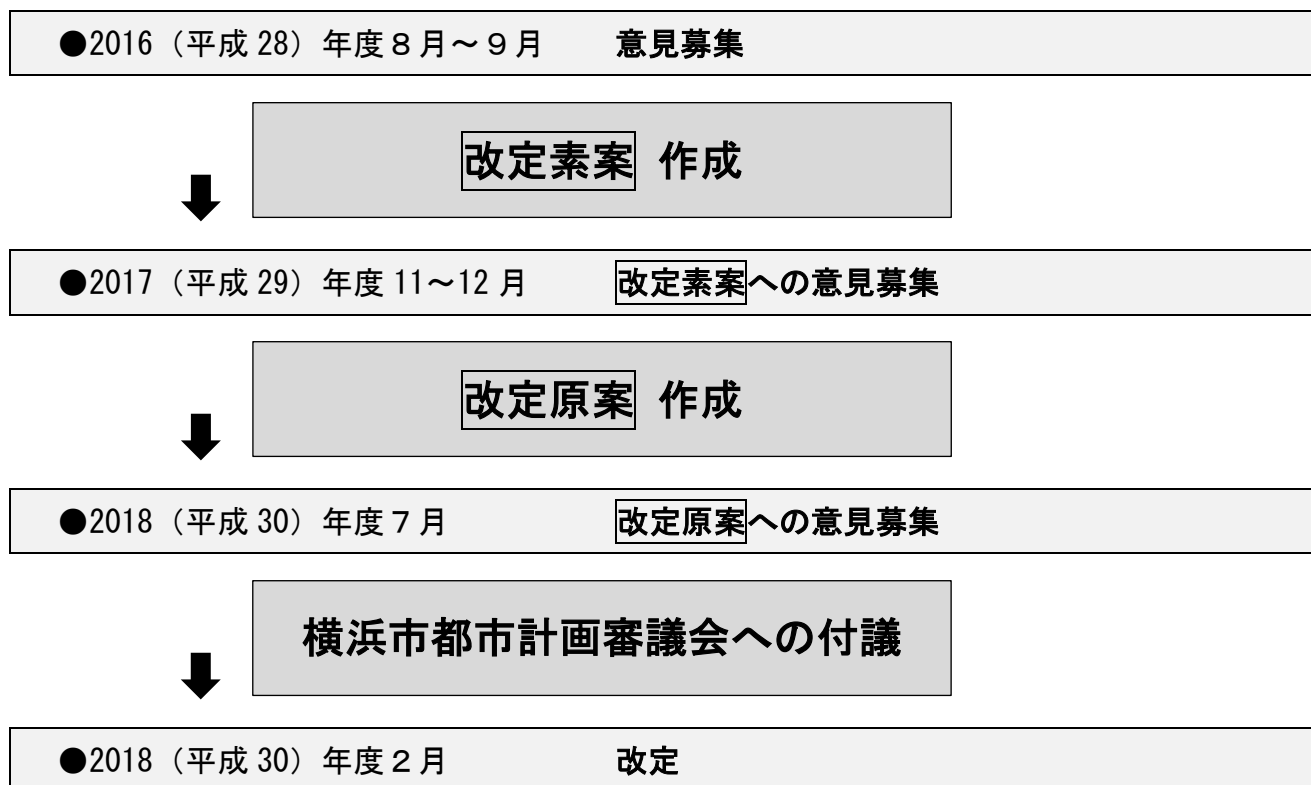 ●2016（平成 28）年度８月～９月 意見募集
改定素案 作成
●2017（平成 29）年度 11～12 月 改定素案への意見募集
改定原案 作成
●2018（平成 30）年度７月 改定原案への意見募集
横浜市都市計画審議会への付議
●2018（平成 30）年度２月 改定